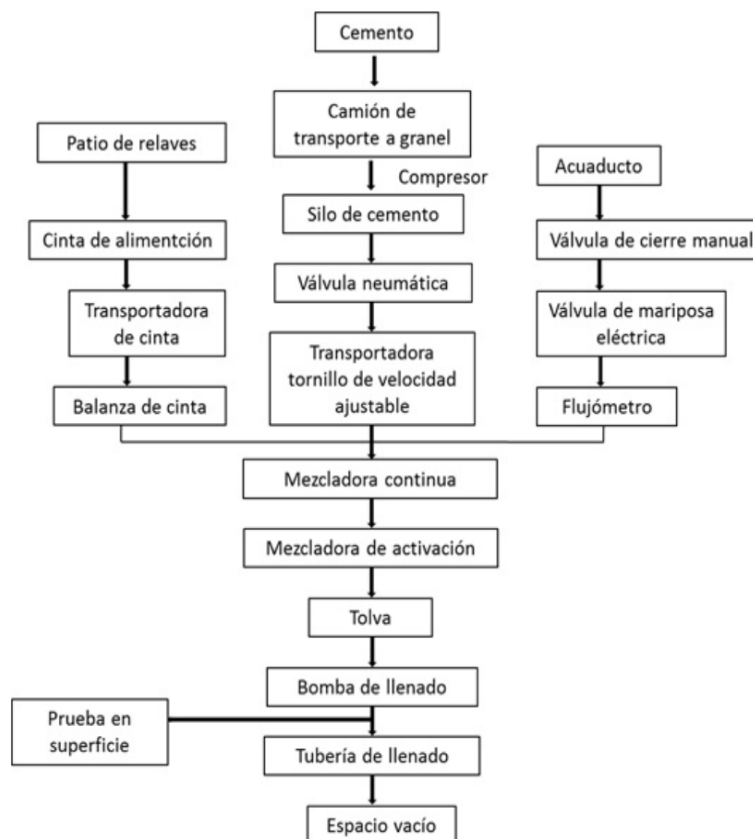 Cemento
Camión de
transporte a granel
Patio de relaves
Compresor
Acuaducto
Cinta de alimentción
Silo de cemento
Válvula de cierre manual
Válvula neumática
Transportadora
de cinta
Válvula de mariposa
eléctrica
Transportadora
tornillo de velocidad
ajustable
Balanza de cinta
Flujómetro
Mezcladora continua
Mezcladora de activación
Tolva
Bomba de llenado
Prueba en
superficie
Tubería de llenado
Espacio vacío